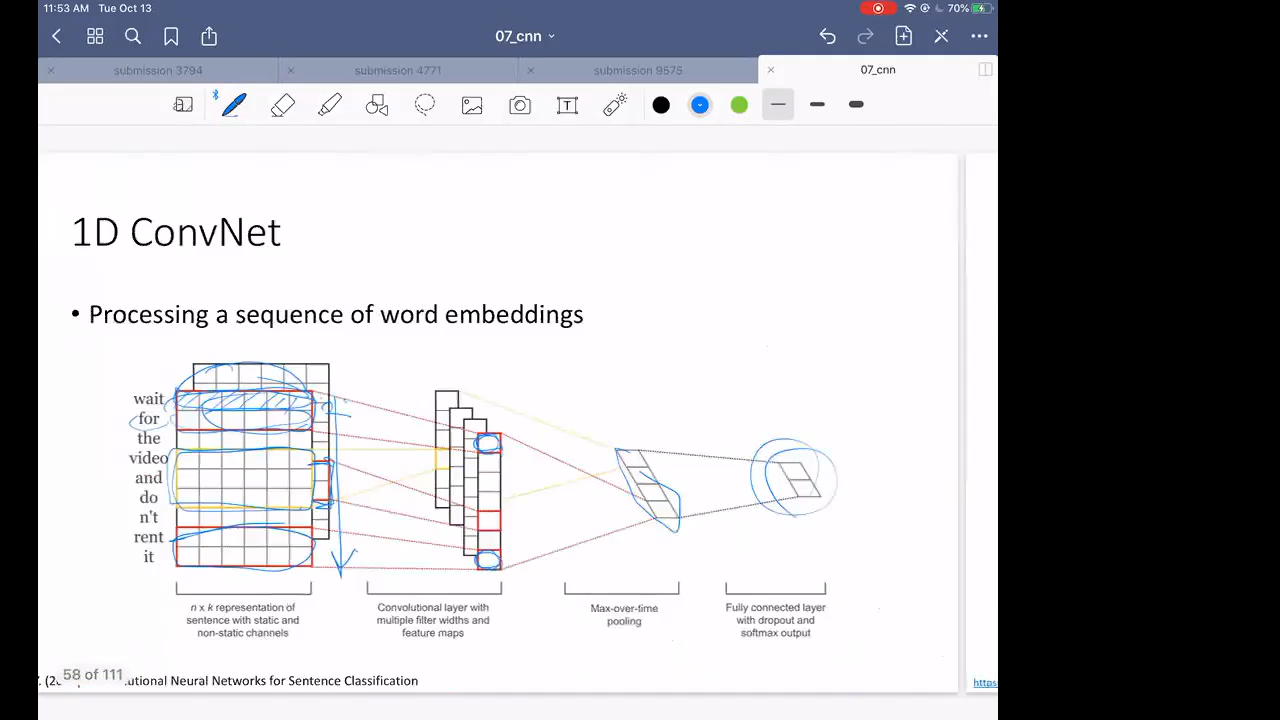 11:53 AM Tue Oct 13
70%
07_cnn
submission 3794
submission 4771
submission 9575
07_cnn
T
1D ConvNet
• Processing a sequence of word embeddings
wait
for
the
video
and
do
n't
rent
it
n x k representation of
sentence with static and
non-static channels
Convolutional layer with
multiple filter widths and
feature maps
Max-over-time
pooling
Fully connected layer
with dropout and
softmax output
58 of 111
utional Neural Networks for Sentence Classification
https: